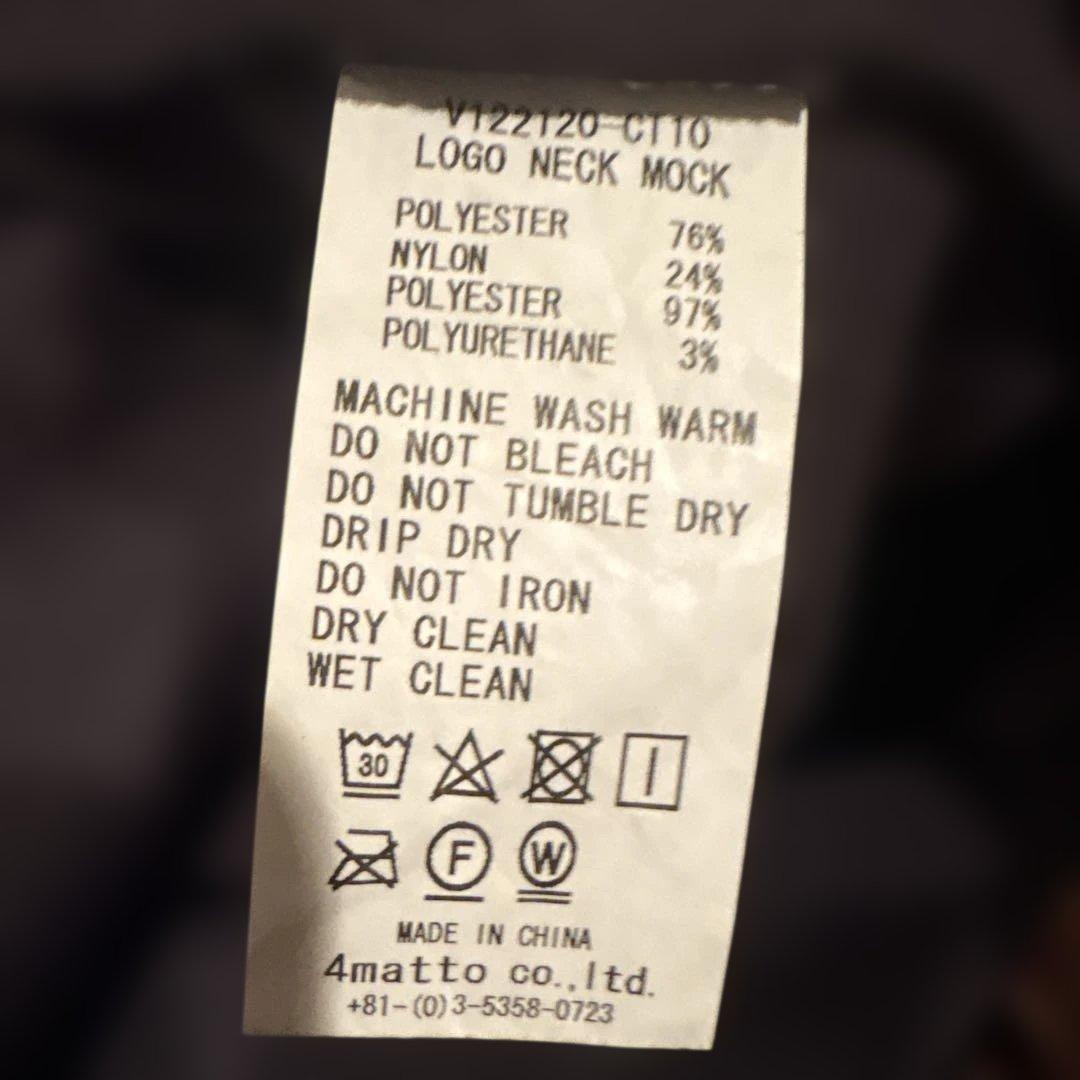 V122120-CT10
LOGO NECK MOCK
POLYESTER 76%
NYLON 24%
POLYESTER 97%
POLYURETHANE 3%
MACHINE WASH WARM
DO NOT BLEACH
DO NOT TUMBLE DRY
DRIP DRY
DO NOT IRON
DRY CLEAN
WET CLEAN
30
F W
MADE IN CHINA
4matto co.,ltd.
+81-(0)3-5358-0723